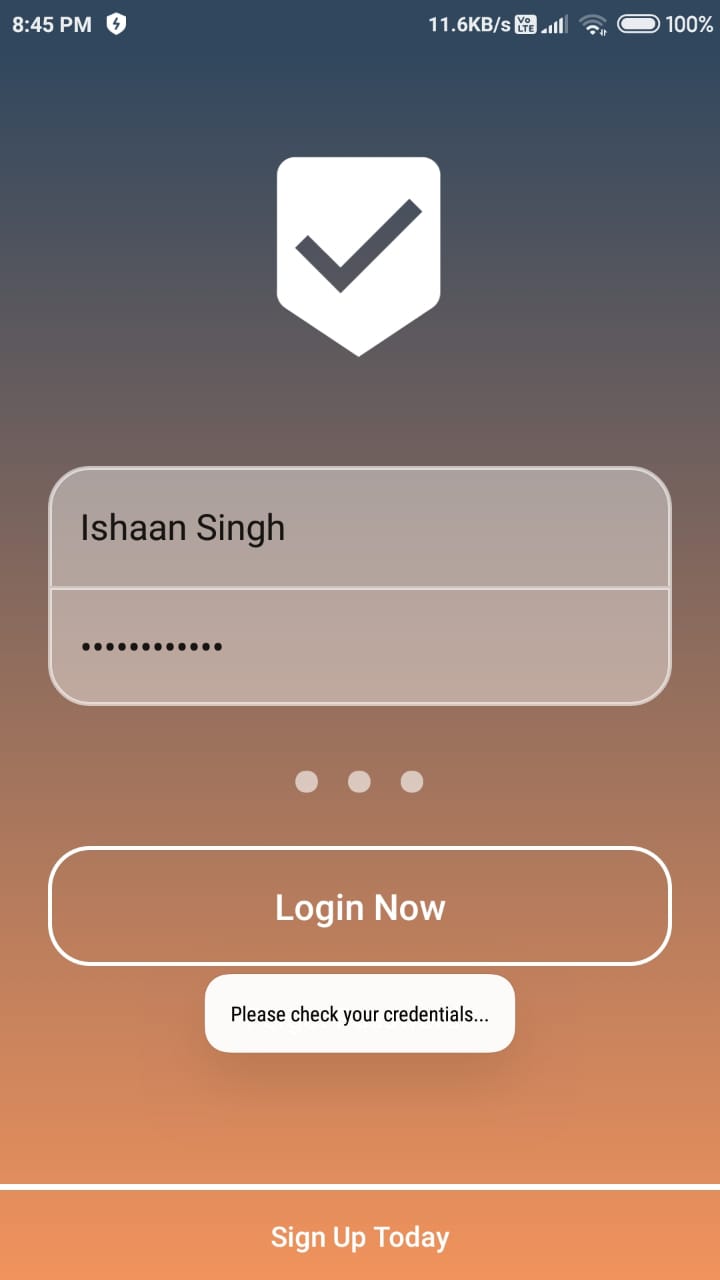 8:45 PM 11.6KB/s Vo LTE 100%
Ishaan Singh
••••••••••••
Login Now
Please check your credentials...
Sign Up Today